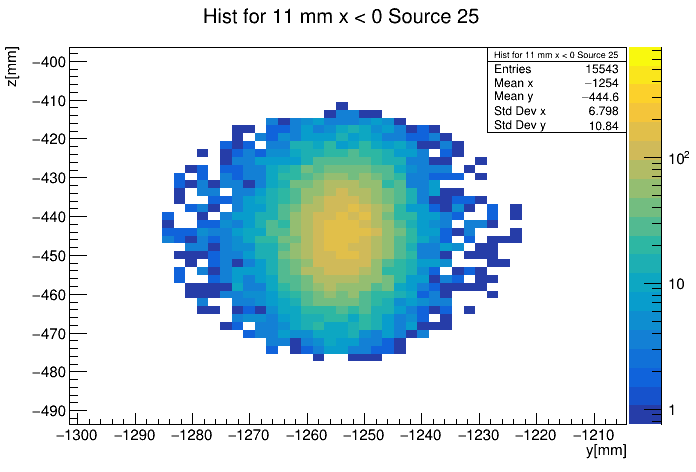 Hist for 11 mm x < 0 Source 25
z[mm]
Hist for 11 mm x < 0 Source 25
Entries 15543
Mean x −1254
Mean y −444.6
Std Dev x 6.798
Std Dev y 10.84
−400
−410
−420
−430
−440
−450
−460
−470
−480
−490
10²
10
1
−1300 −1290 −1280 −1270 −1260 −1250 −1240 −1230 −1220 −1210
y[mm]